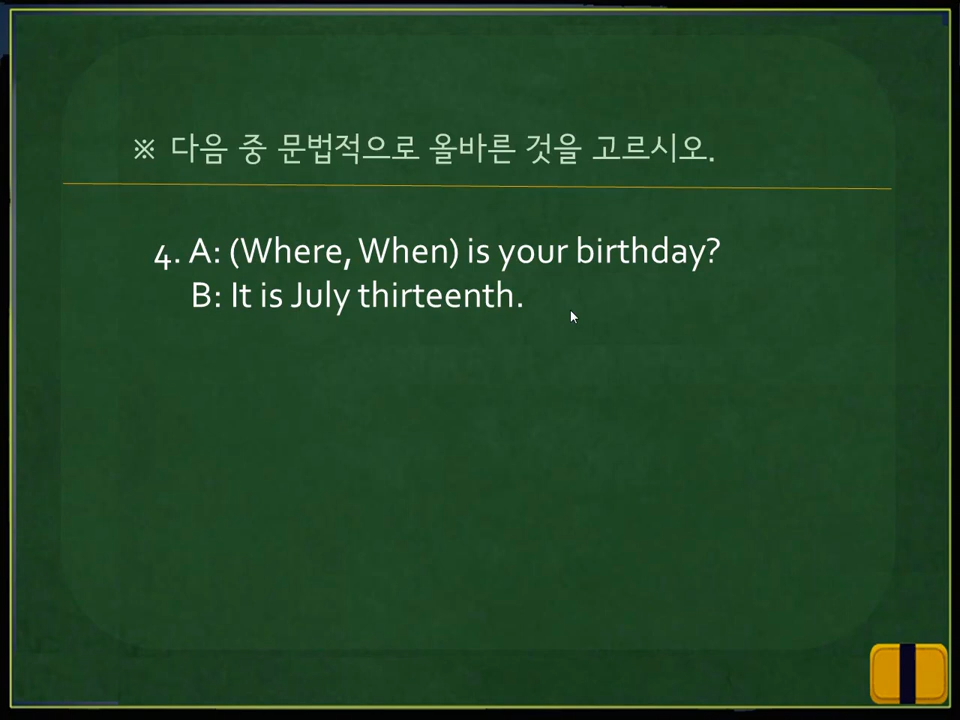 ※ 다음 중 문법적으로 올바른 것을 고르시오.
4. A: (Where, When) is your birthday?
B: It is July thirteenth.